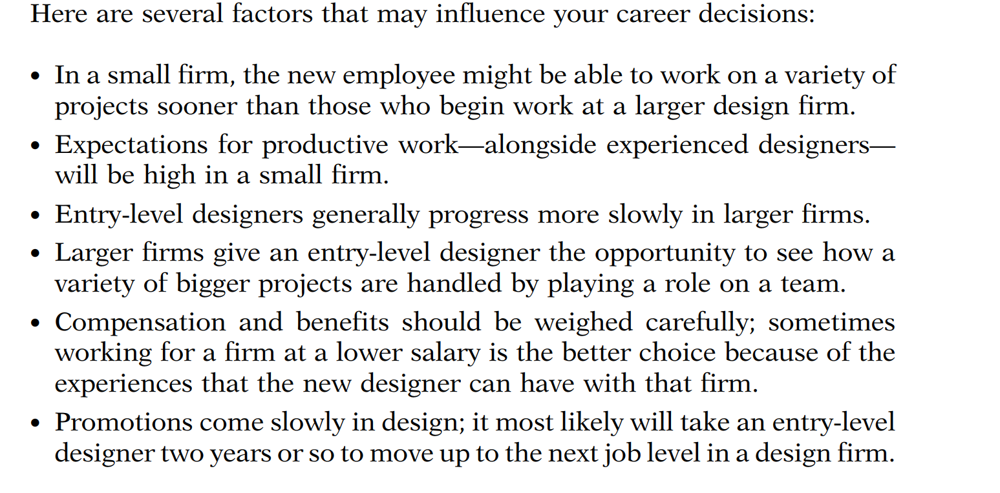 Here are several factors that may influence your career decisions:
• In a small firm, the new employee might be able to work on a variety of
projects sooner than those who begin work at a larger design firm.
• Expectations for productive work—alongside experienced designers—
will be high in a small firm.
• Entry-level designers generally progress more slowly in larger firms.
• Larger firms give an entry-level designer the opportunity to see how a
variety of bigger projects are handled by playing a role on a team.
• Compensation and benefits should be weighed carefully; sometimes
working for a firm at a lower salary is the better choice because of the
experiences that the new designer can have with that firm.
• Promotions come slowly in design; it most likely will take an entry-level
designer two years or so to move up to the next job level in a design firm.